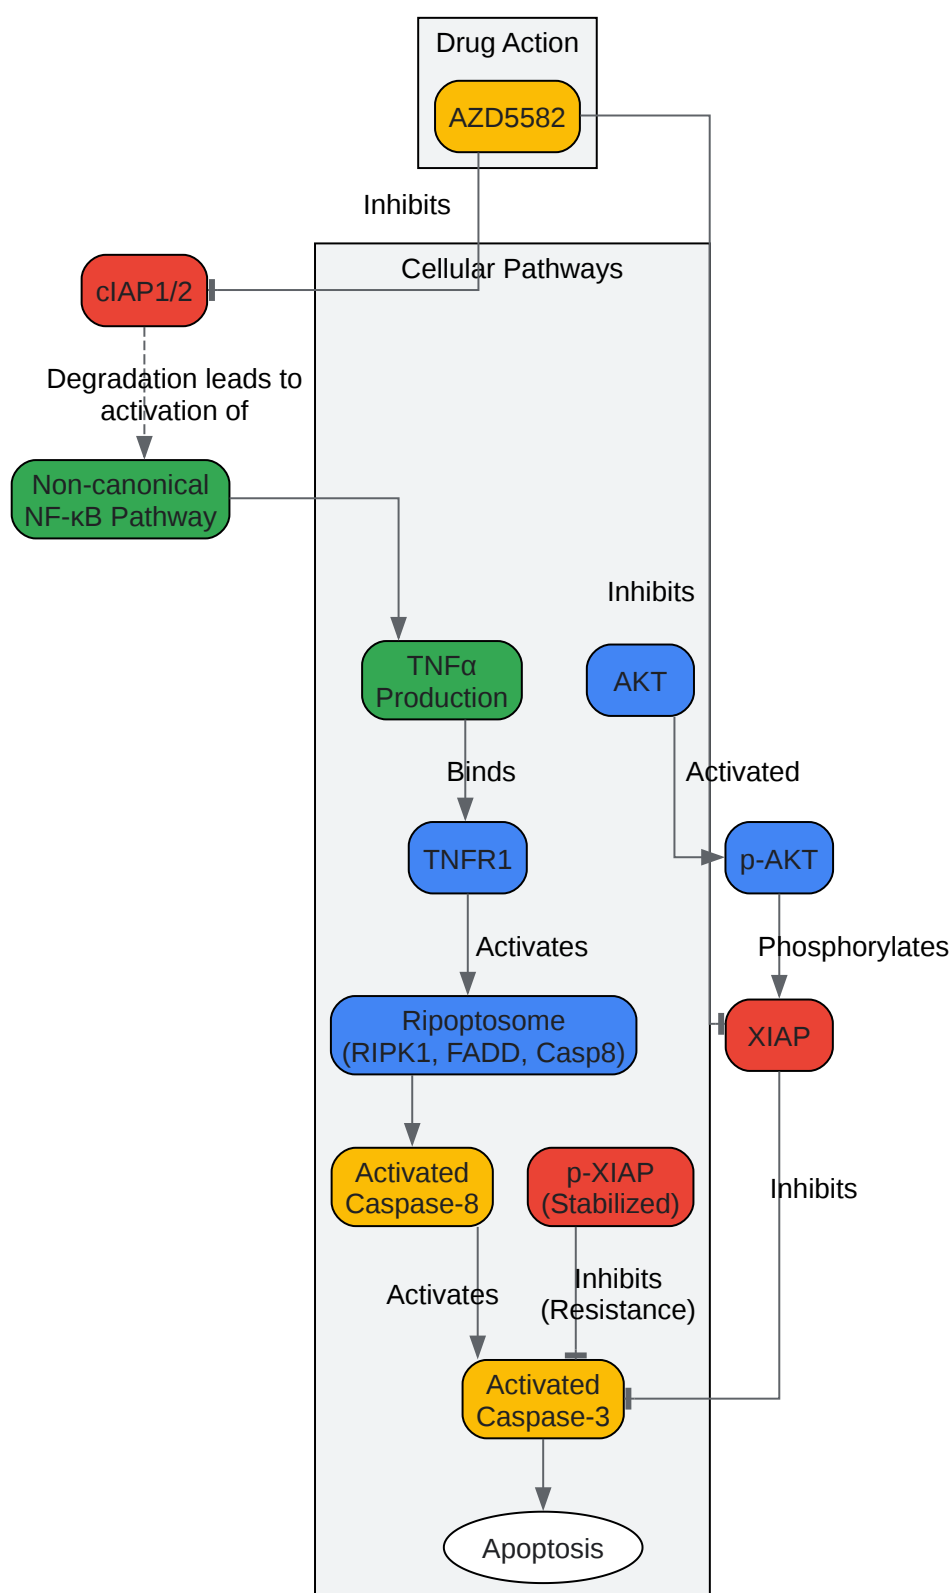 Drug Action
AZD5582
Inhibits
Cellular Pathways
cIAP1/2
Degradation leads to
activation of
Non-canonical
NF-κB Pathway
Inhibits
TNFα
Production
AKT
Binds
Activated
TNFR1
p-AKT
Activates
Phosphorylates
Ripoptosome
(RIPK1, FADD, Casp8)
XIAP
Activated
Caspase-8
p-XIAP
(Stabilized)
Inhibits
Activates
Inhibits
(Resistance)
Activated
Caspase-3
Apoptosis